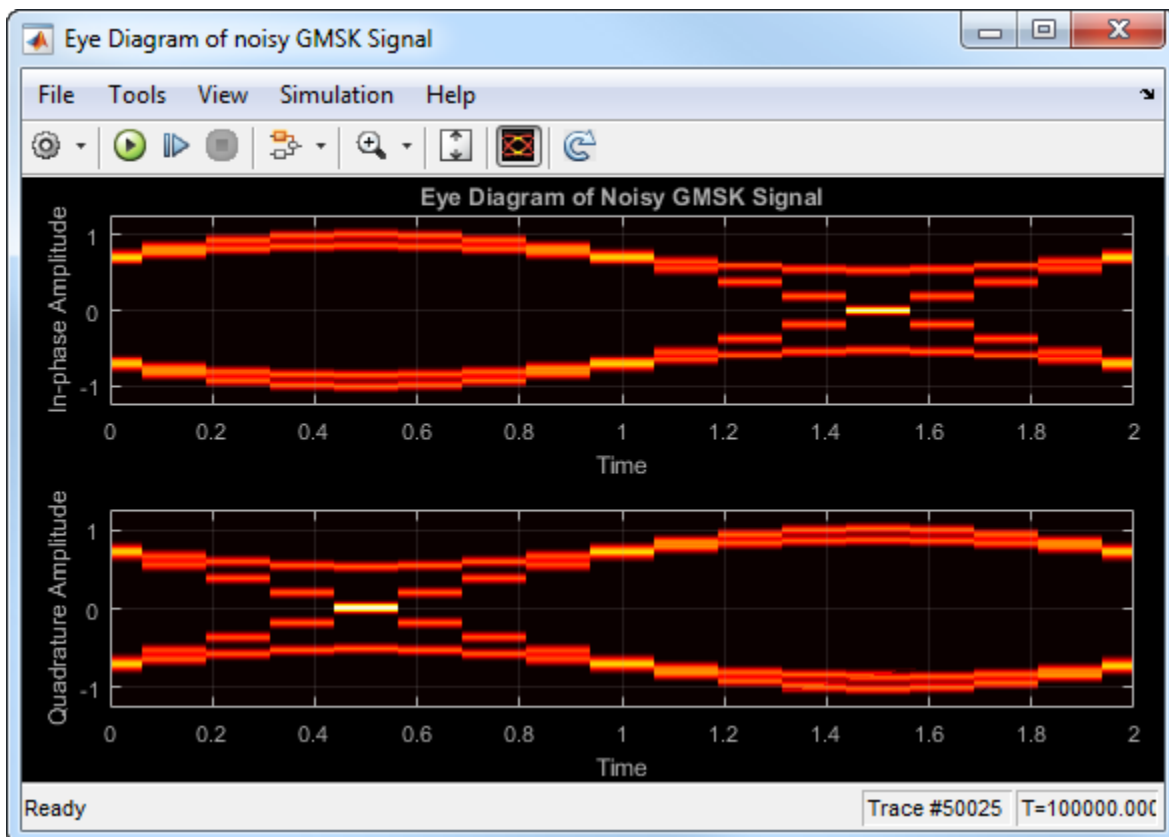 Eye Diagram of noisy GMSK Signal
File Tools View Simulation Help
Eye Diagram of Noisy GMSK Signal
In-phase Amplitude
1
0
-1
0 0.2 0.4 0.6 0.8 1 1.2 1.4 1.6 1.8 2
Time
Quadrature Amplitude
1
0
-1
0 0.2 0.4 0.6 0.8 1 1.2 1.4 1.6 1.8 2
Time
Ready Trace #50025 T=100000.000